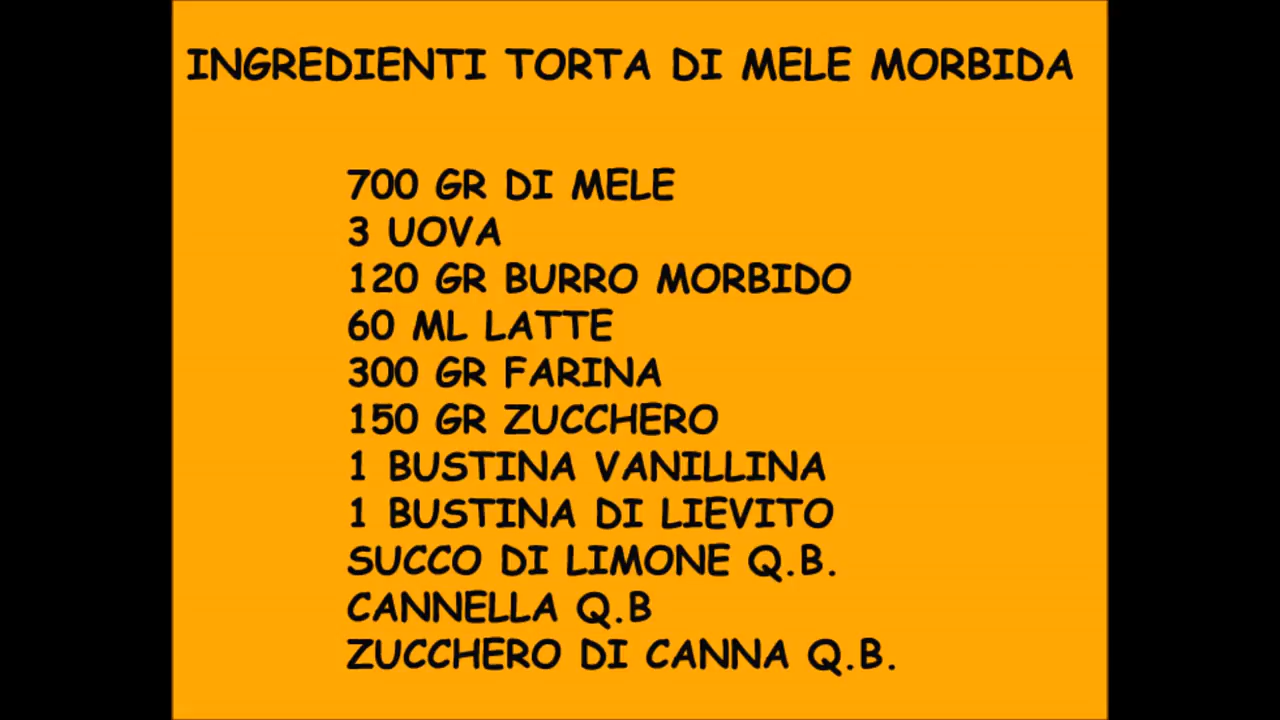 INGREDIENTI TORTA DI MELE MORBIDA
700 GR DI MELE
3 UOVA
120 GR BURRO MORBIDO
60 ML LATTE
300 GR FARINA
150 GR ZUCCHERO
1 BUSTINA VANILLINA
1 BUSTINA DI LIEVITO
SUCCO DI LIMONE Q.B.
CANNELLA Q.B
ZUCCHERO DI CANNA Q.B.